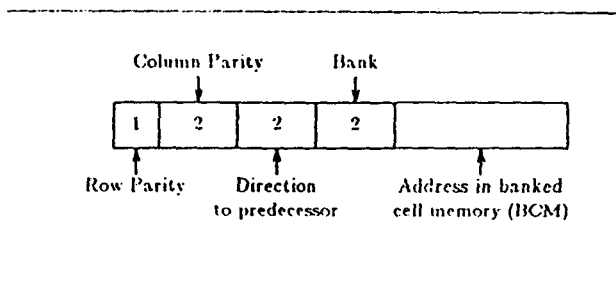 Column Parity Bank
1 2 2 2
Row Parity Direction Address in banked
to predecessor cell memory (BCM)